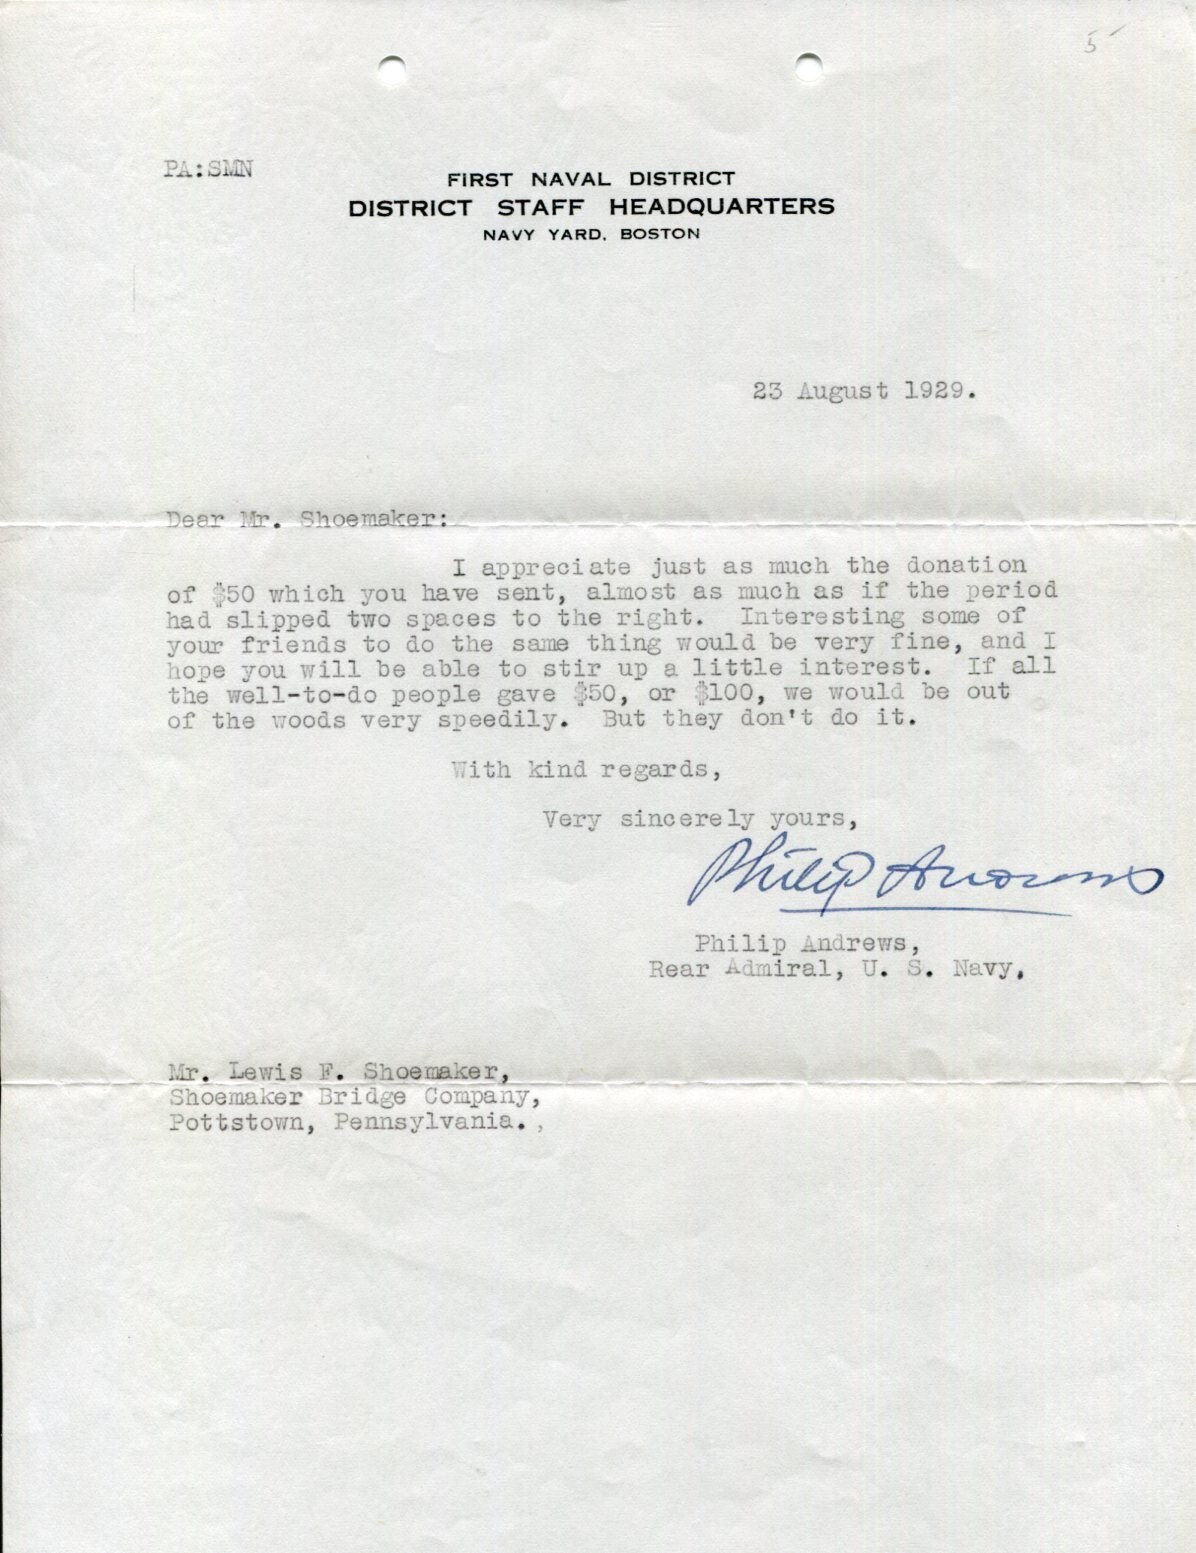 5
PA:SMN
FIRST NAVAL DISTRICT
DISTRICT STAFF HEADQUARTERS
NAVY YARD, BOSTON
23 August 1929.
Dear Mr. Shoemaker:
I appreciate just as much the donation
of $50 which you have sent, almost as much as if the period
had slipped two spaces to the right. Interesting some of
your friends to do the same thing would be very fine, and I
hope you will be able to stir up a little interest. If all
the well-to-do people gave $50, or $100, we would be out
of the woods very speedily. But they don't do it.
With kind regards,
Very sincerely yours,
Philip Andrews
Philip Andrews,
Rear Admiral, U. S. Navy.
Mr. Lewis F. Shoemaker,
Shoemaker Bridge Company,
Pottstown, Pennsylvania. ,